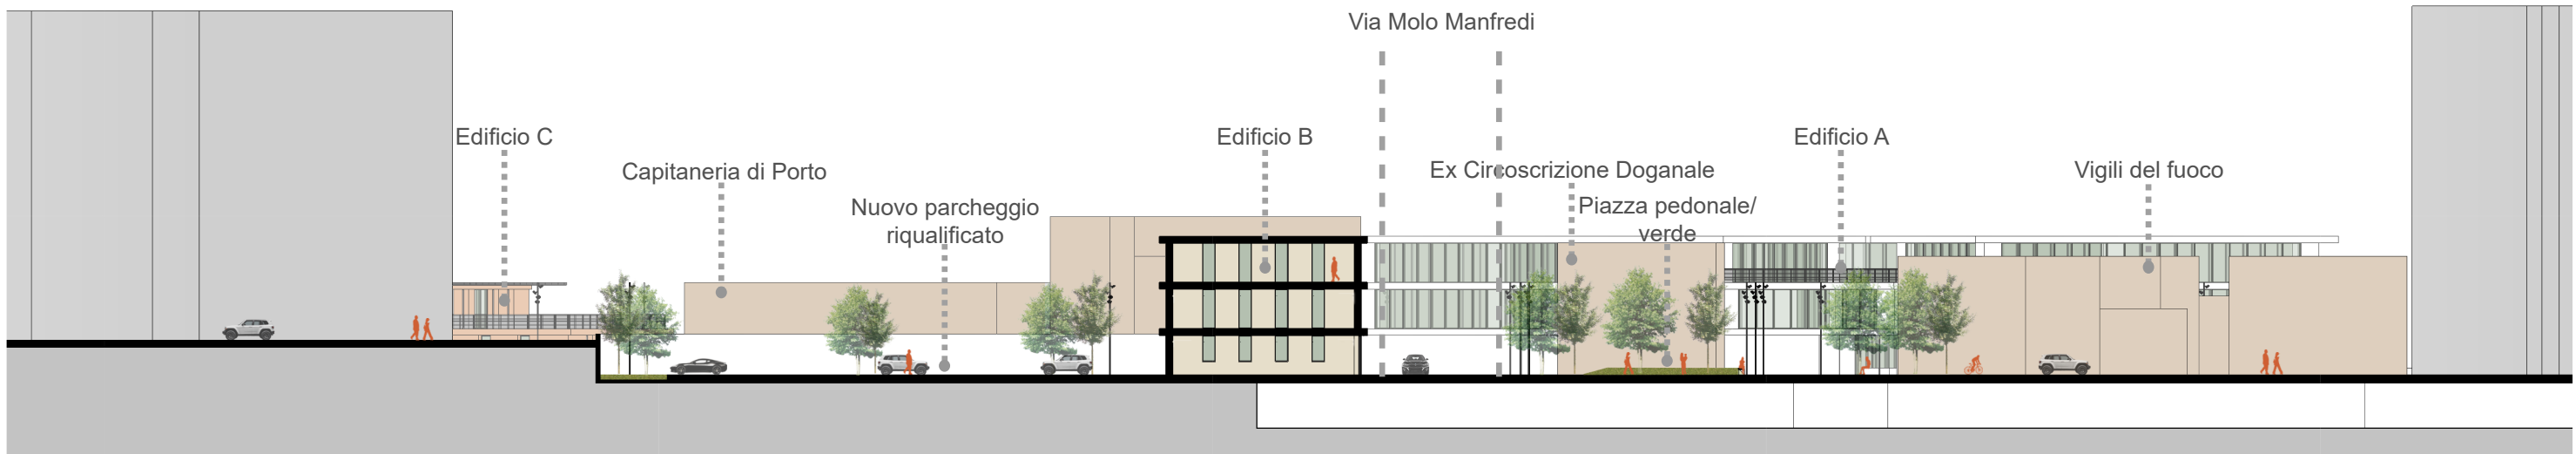 Via Molo Manfredi
Edificio C
Edificio B
Edificio A
Capitaneria di Porto
Ex Circoscrizione Doganale
Vigili del fuoco
Nuovo parcheggio
riqualificato
Piazza pedonale/
verde